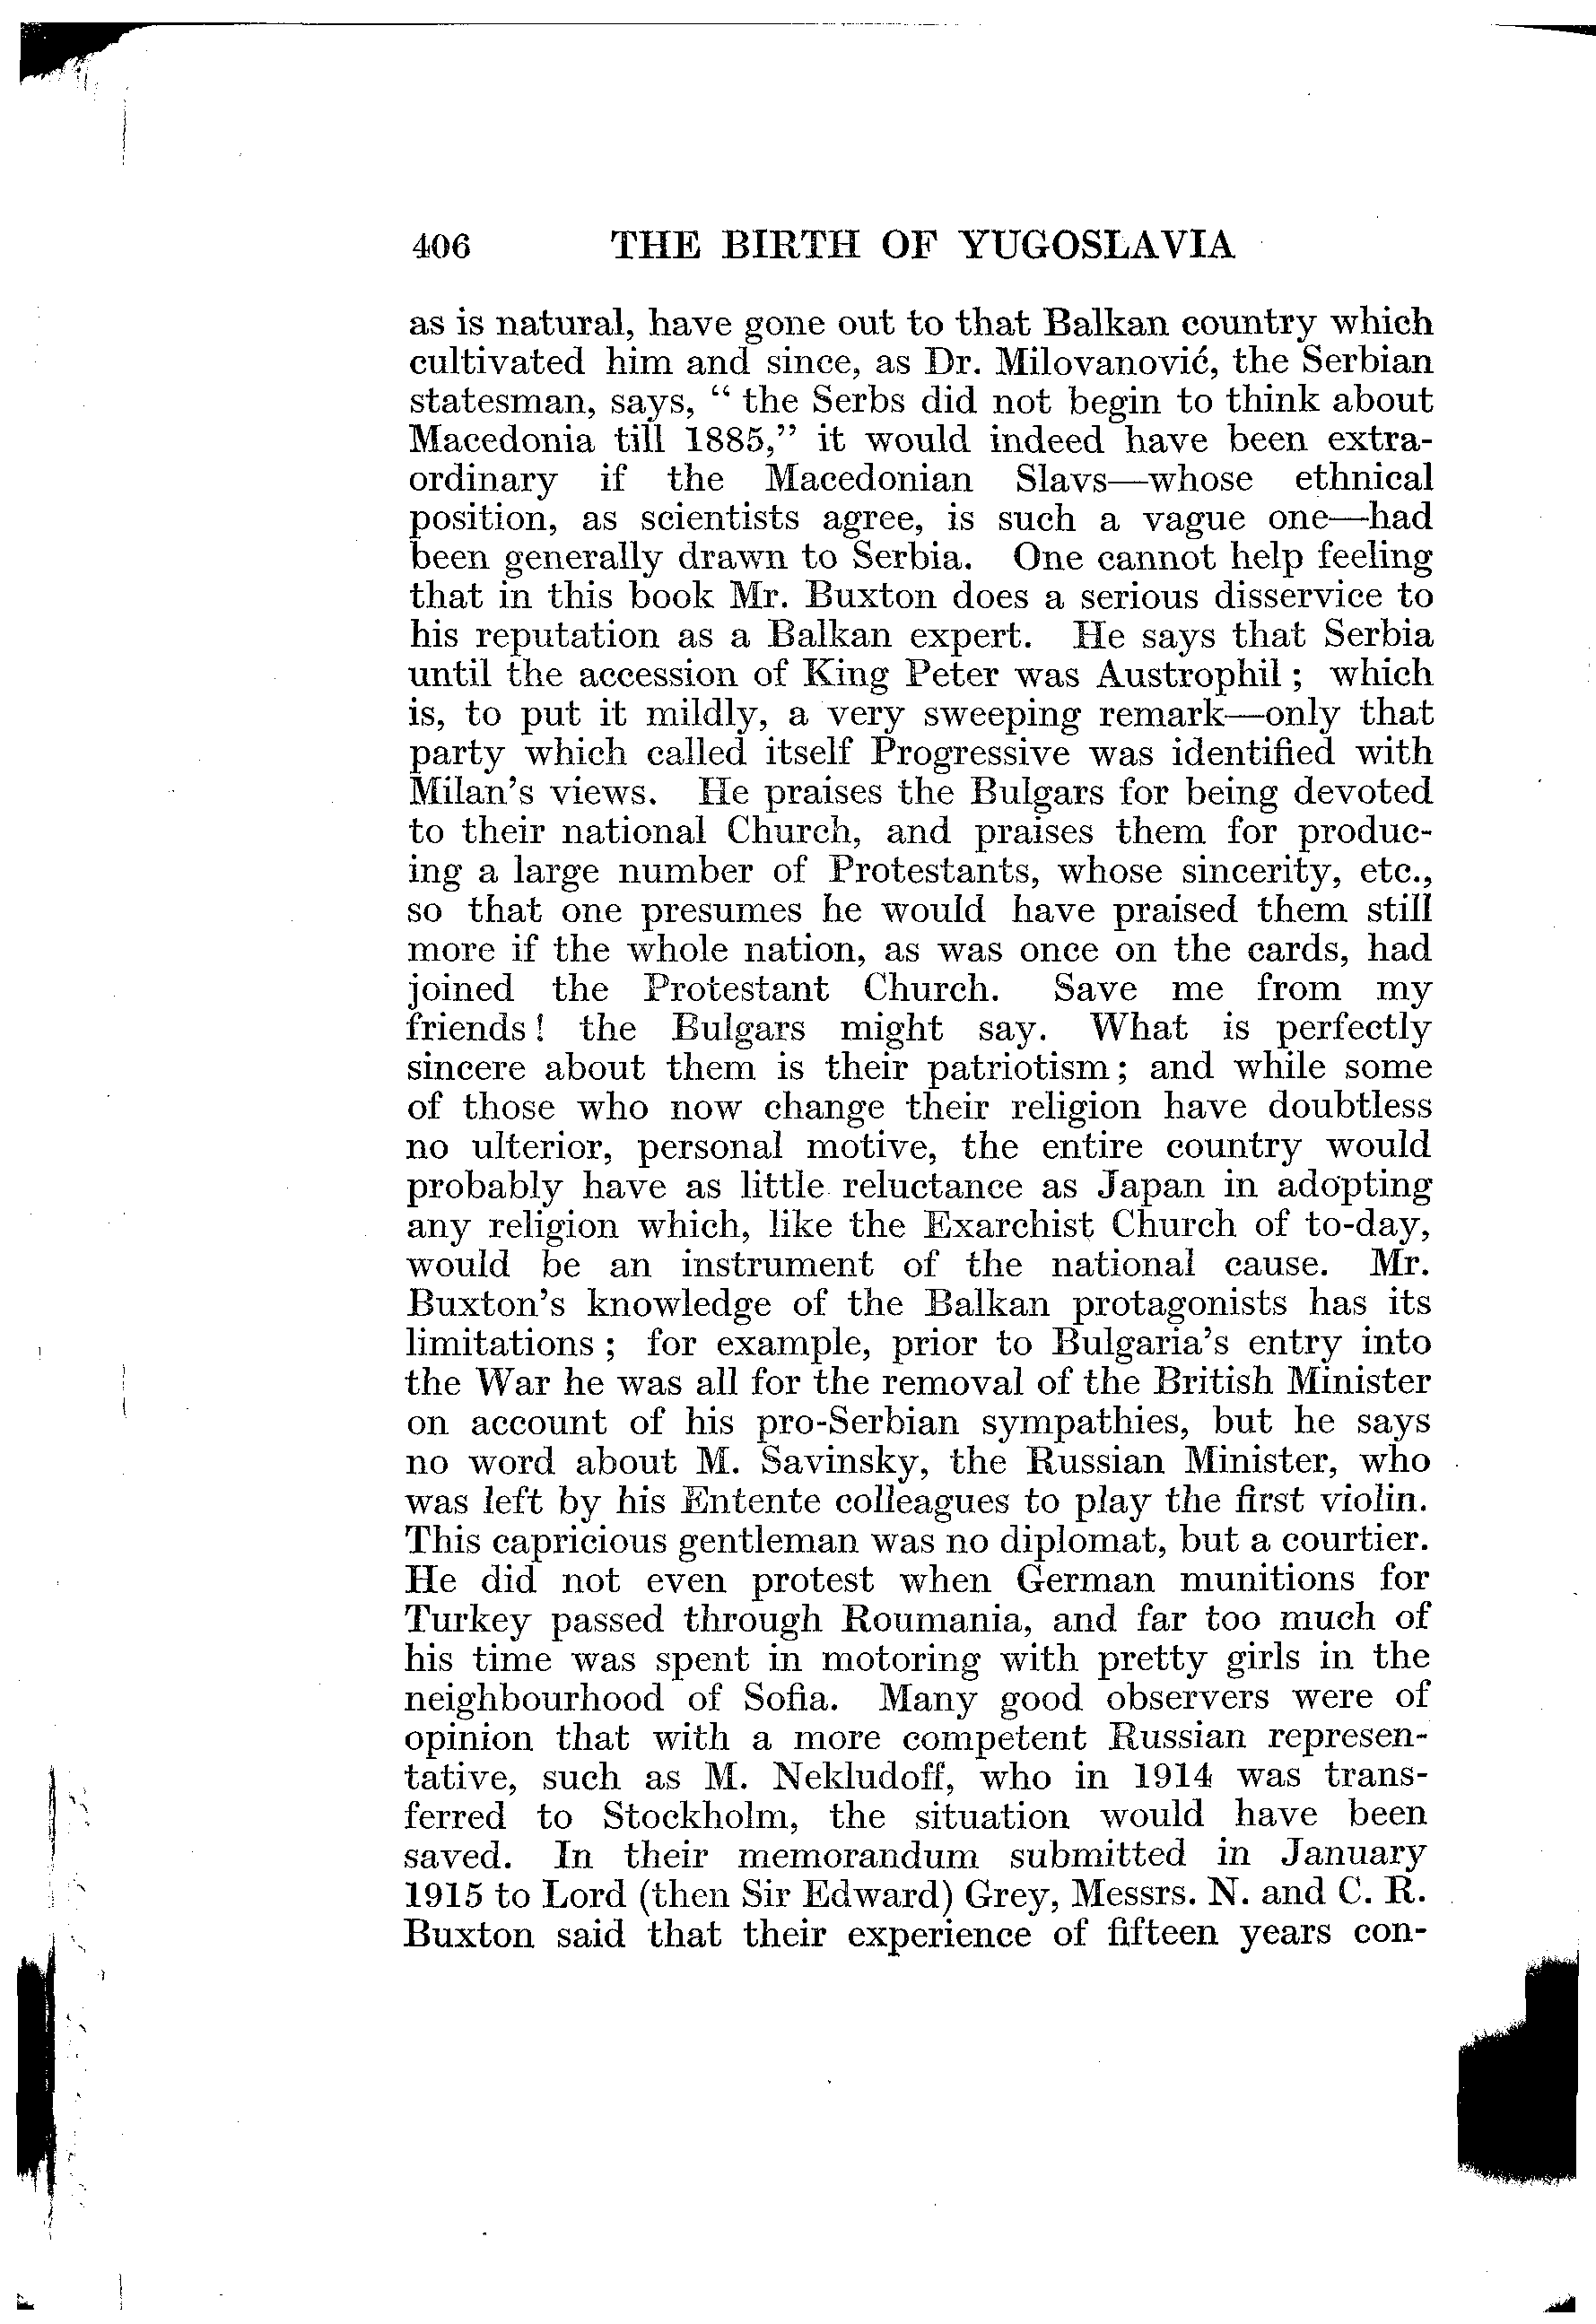 406 THE BIRTH OF YUGOSLAVIA
as is natural, have gone out to that Balkan country which
cultivated him and since, as Dr. Milovanović, the Serbian
statesman, says, “ the Serbs did not begin to think about
Macedonia till 1885,” it would indeed have been extra-
ordinary if the Macedonian Slavs—whose ethnical
position, as scientists agree, is such a vague one—had
been generally drawn to Serbia. One cannot help feeling
that in this book Mr. Buxton does a serious disservice to
his reputation as a Balkan expert. He says that Serbia
until the accession of King Peter was Austrophil ; which
is, to put it mildly, a very sweeping remark—only that
party which called itself Progressive was identified with
Milan’s views. He praises the Bulgars for being devoted
to their national Church, and praises them for produc-
ing a large number of Protestants, whose sincerity, etc.,
so that one presumes he would have praised them still
more if the whole nation, as was once on the cards, had
joined the Protestant Church. Save me from my
friends ! the Bulgars might say. What is perfectly
sincere about them is their patriotism ; and while some
of those who now change their religion have doubtless
no ulterior, personal motive, the entire country would
probably have as little reluctance as Japan in adopting
any religion which, like the Exarchist Church of to-day,
would be an instrument of the national cause. Mr.
Buxton’s knowledge of the Balkan protagonists has its
limitations ; for example, prior to Bulgaria’s entry into
the War he was all for the removal of the British Minister
on account of his pro-Serbian sympathies, but he says
no word about M. Savinsky, the Russian Minister, who
was left by his Entente colleagues to play the first violin.
This capricious gentleman was no diplomat, but a courtier.
He did not even protest when German munitions for
Turkey passed through Roumania, and far too much of
his time was spent in motoring with pretty girls in the
neighbourhood of Sofia. Many good observers were of
opinion that with a more competent Russian represen-
tative, such as M. Nekludoff, who in 1914 was trans-
ferred to Stockholm, the situation would have been
saved. In their memorandum submitted in January
1915 to Lord (then Sir Edward) Grey, Messrs. N. and C. R.
Buxton said that their experience of fifteen years con-